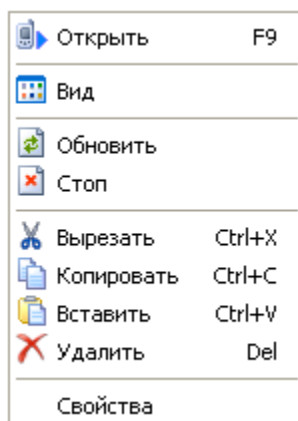 Открыть F9
Вид
Обновить
Стоп
Вырезать Ctrl+X
Копировать Ctrl+C
Вставить Ctrl+V
Удалить Del
Свойства